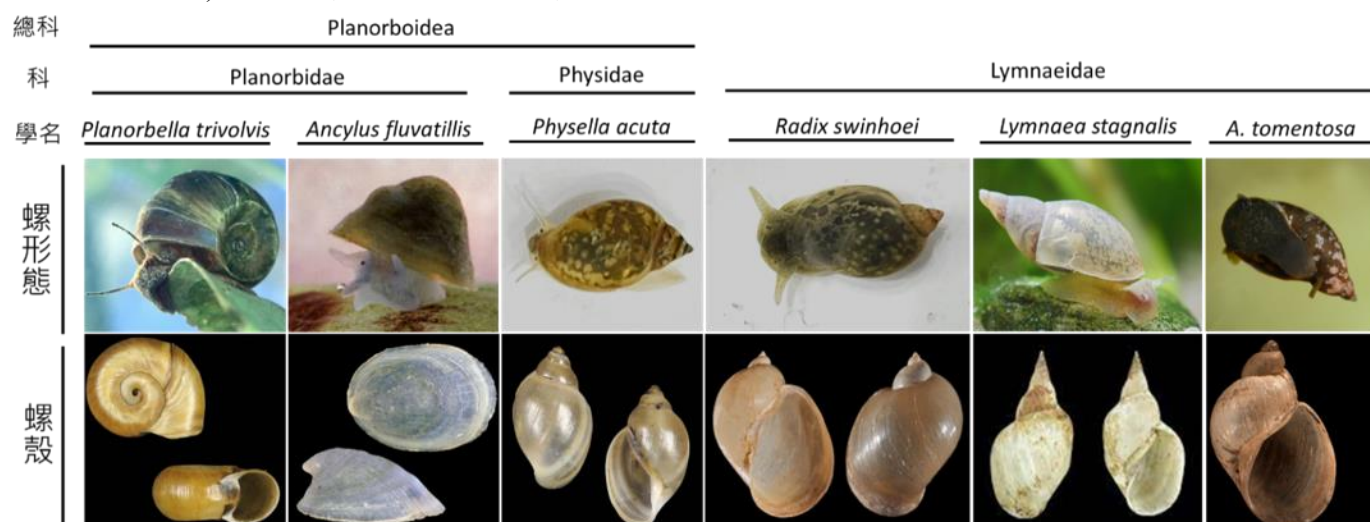 總科 Planorboidea
科 Planorbidae Physidae Lymnaeidae
學名 Planorbella trivolvis Ancylus fluvatillis Physella acuta Radix swinhoei Lymnaea stagnalis A. tomentosa
螺形態
螺殼